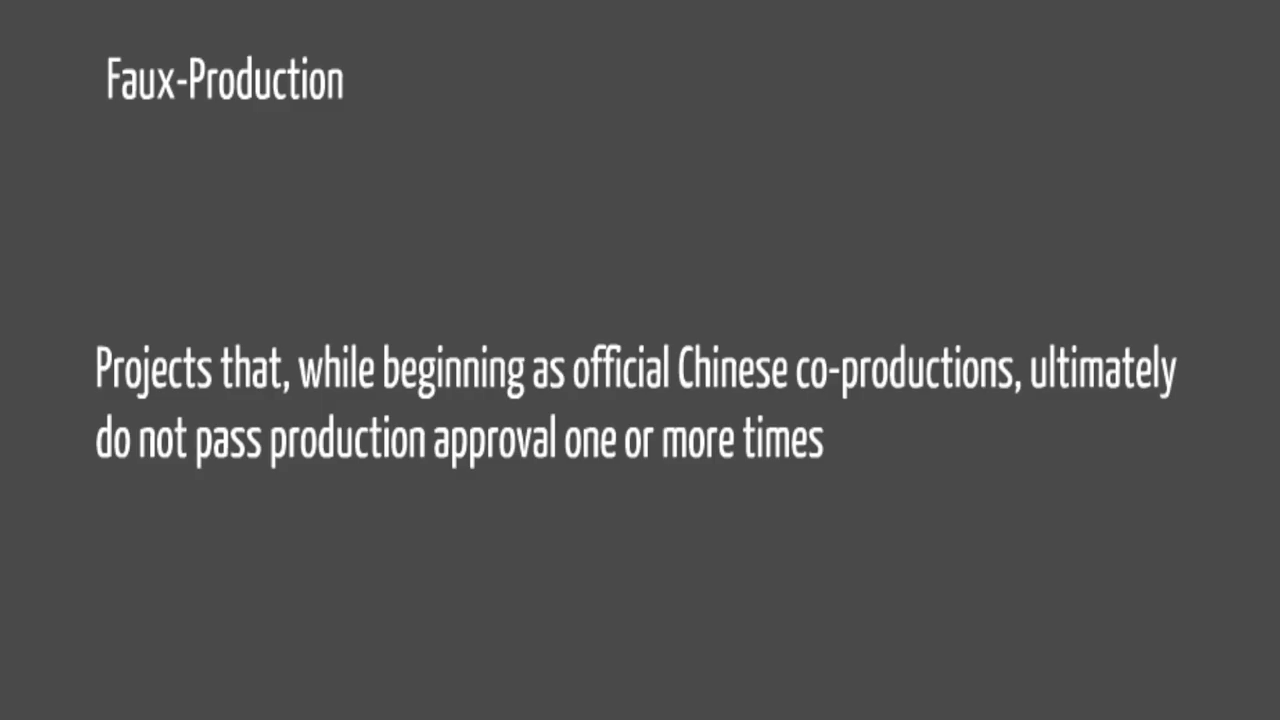 Faux-Production
Projects that, while beginning as official Chinese co-productions, ultimately
do not pass production approval one or more times